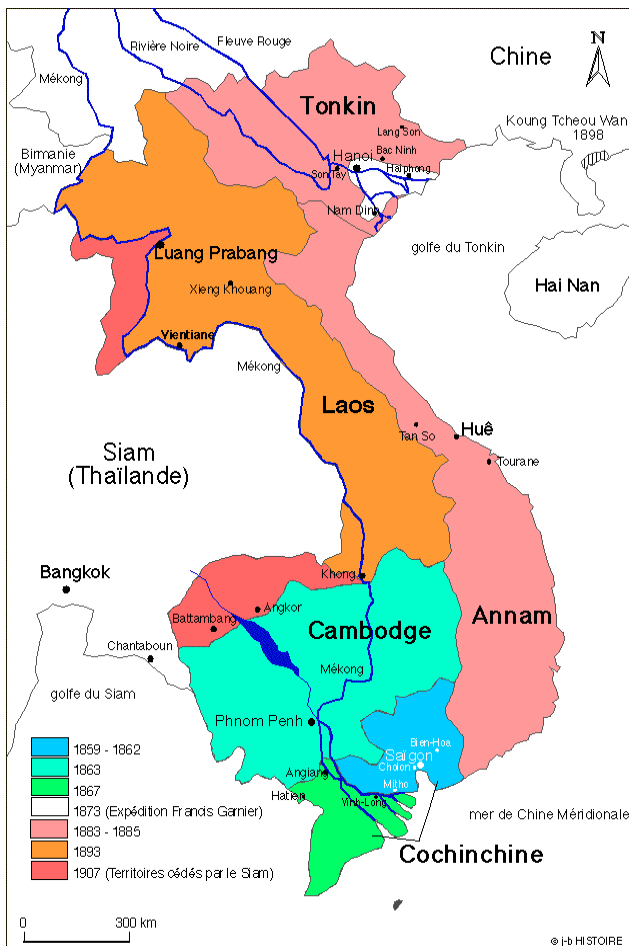 Rivière Noire
Fleuve Rouge
Chine
N
Mékong
Tonkin
Koung Tcheou Wan
1898
Lang Son
Bac Ninh
Birmanie
(Myanmar)
Hanoi
Son Tay
Haïphong
Nam Dinh
golfe du Tonkin
Luang Prabang
Hai Nan
Xieng Khouang
Vientiane
Mékong
Laos
Huê
Tan So
Siam
(Thaïlande)
Tourane
Khong
Bangkok
Angkor
Battambang
Cambodge
Annam
Chantaboun
Mékong
golfe du Siam
Phnom Penh
Bien-Hoa
Saïgon
Cholon
Angiang
Mitho
Hatien
Vinh-Long
mer de Chine Méridionale
Cochinchine
1859 - 1862
1863
1867
1873 (Expédition Francis Garnier)
1883 - 1885
1893
1907 (Territoires cédés par le Siam)
0 300 km
© j-b HISTOIRE